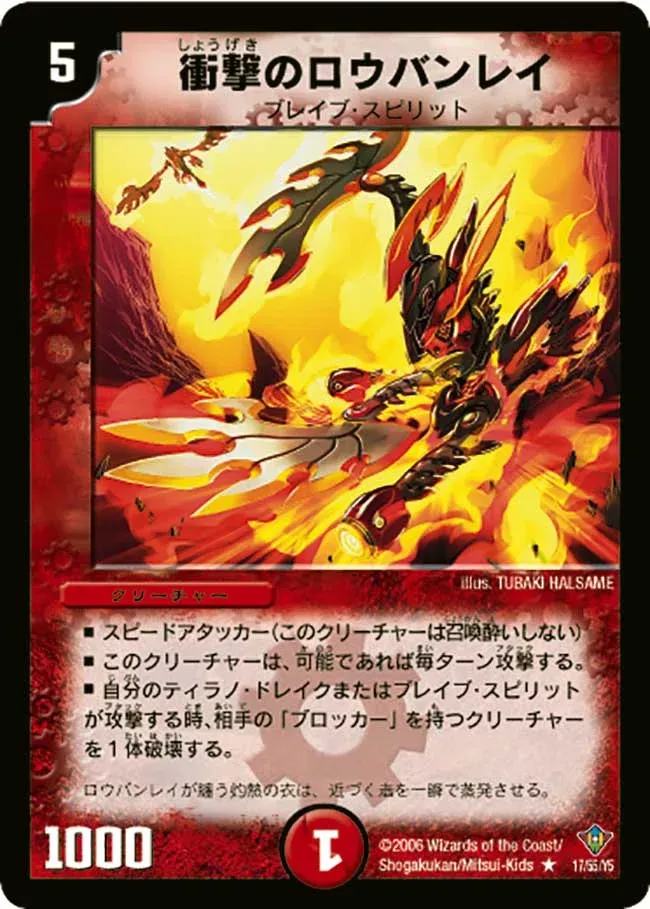 5
しょうげき
衝撃のロウバンレイ
ブレイブ・スピリット
illus. TUBAKI HALSAME
クリーチャー
■ スピードアタッカー(このクリーチャーは召喚酔いしない)
■ このクリーチャーは、可能であれば毎ターン攻撃する。
■ 自分のティラノ・ドレイクまたはブレイブ・スピリット
が攻撃する時、相手の「ブロッカー」を持つクリーチャー
を1体破壊する。
ロウバンレイが纏う灼熱の衣は、近づく毒を一瞬で蒸発させる。
1000
1
©2006 Wizards of the Coast/
Shogakukan/Mitsui-Kids ★ 17/55/Y5